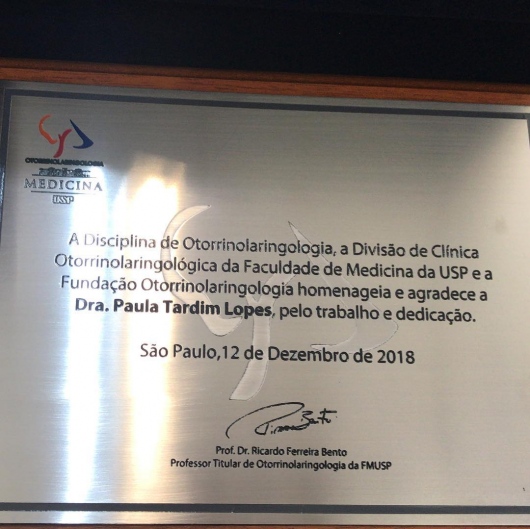 OTORRINOLARINGOLOGIA
MEDICINA
USP
A Disciplina de Otorrinolaringologia, a Divisão de Clínica
Otorrinolaringológica da Faculdade de Medicina da USP e a
Fundação Otorrinolaringologia homenageia e agradece a
Dra. Paula Tardim Lopes, pelo trabalho e dedicação.
São Paulo,12 de Dezembro de 2018
Prof. Dr. Ricardo Ferreira Bento
Professor Titular de Otorrinolaringologia da FMUSP